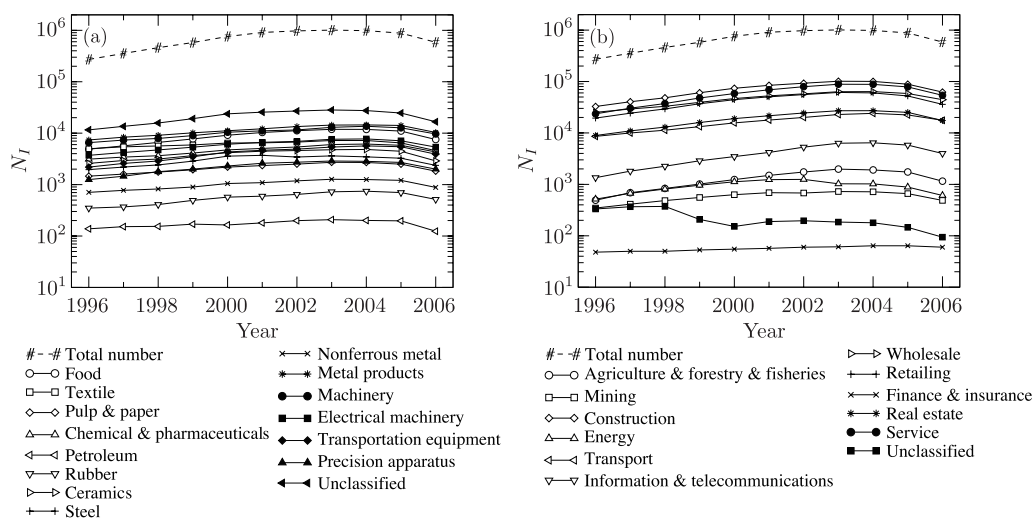 (a)
N_I
10^6
10^5
10^4
10^3
10^2
10^1
1996 1998 2000 2002 2004 2006
Year
Total number
Food
Textile
Pulp & paper
Chemical & pharmaceuticals
Petroleum
Rubber
Ceramics
Steel
Nonferrous metal
Metal products
Machinery
Electrical machinery
Transportation equipment
Precision apparatus
Unclassified
(b)
N_I
10^6
10^5
10^4
10^3
10^2
10^1
1996 1998 2000 2002 2004 2006
Year
Total number
Agriculture & forestry & fisheries
Mining
Construction
Energy
Transport
Information & telecommunications
Wholesale
Retailing
Finance & insurance
Real estate
Service
Unclassified